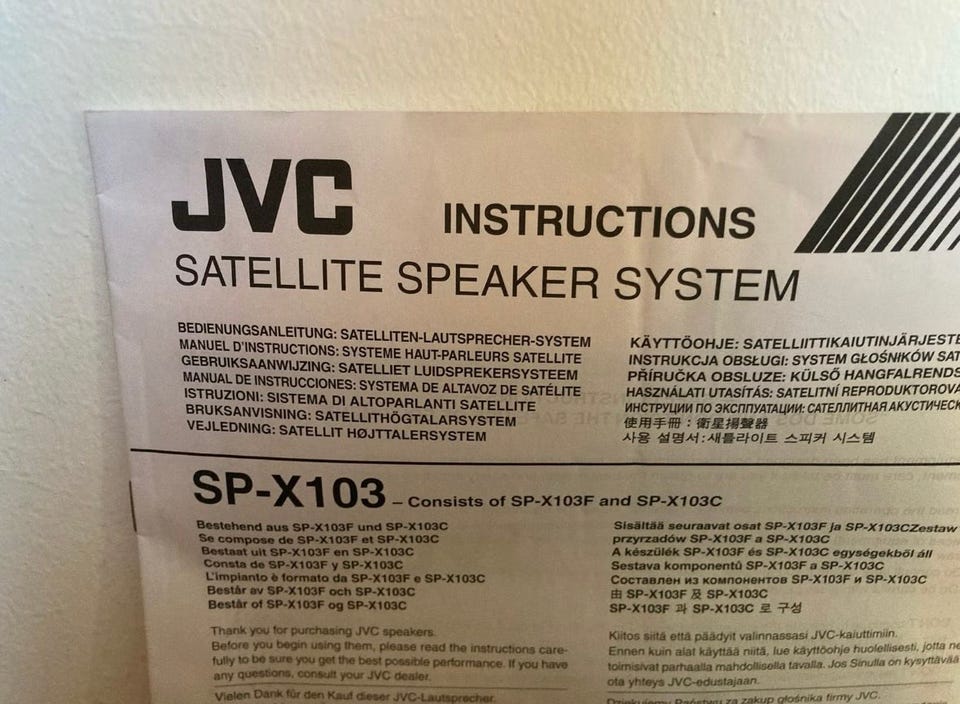 JVC
INSTRUCTIONS
SATELLITE SPEAKER SYSTEM
BEDIENUNGSANLEITUNG: SATELLITEN-LAUTSPRECHER-SYSTEM
MANUEL D'INSTRUCTIONS: SYSTEME HAUT-PARLEURS SATELLITE
GEBRUIKSAANWIJZING: SATELLIET LUIDSPREKERSYSTEEM
MANUAL DE INSTRUCCIONES: SYSTEMA DE ALTAVOZ DE SATÉLITE
ISTRUZIONI: SISTEMA DI ALTOPARLANTI SATELLITE
BRUKSANVISNING: SATELLITHÖGTALARSYSTEM
VEJLEDNING: SATELLIT HØJTTALERSYSTEM
KÄYTTÖOHJE: SATELLIITTIKAIUTINJÄRJESTE
INSTRUKCJA OBSŁUGI: SYSTEM GŁOŚNIKÓW SAT
PŘÍRUČKA OBSLUZE: KÜLSŐ HANGFALRENDS
HASZNÁLATI UTASÍTÁS: SATELITNÍ REPRODUKTOROVA
ИНСТРУКЦИИ ПО ЭКСПЛУАТАЦИИ: САТЕЛЛИТНАЯ АКУСТИЧЕСК
使用手冊：衛星揚聲器
사용 설명서:새틀라이트 스피커 시스템
SP-X103 – Consists of SP-X103F and SP-X103C
Bestehend aus SP-X103F und SP-X103C
Se compose de SP-X103F et SP-X103C
Bestaat uit SP-X103F en SP-X103C
Consta de SP-X103F y SP-X103C
L'impianto è formato da SP-X103F e SP-X103C
Består av SP-X103F och SP-X103C
Består of SP-X103F og SP-X103C
Sisältää seuraavat osat SP-X103F ja SP-X103CZestaw
przyrządów SP-X103F a SP-X103C
A készülék SP-X103F és SP-X103C egységekböl áll
Sestava komponentů SP-X103F a SP-X103C
Составлен из компонентов SP-X103F и SP-X103C
由 SP-X103F 及 SP-X103C
SP-X103F 과 SP-X103C 로 구성
Thank you for purchasing JVC speakers.
Before you begin using them, please read the instructions care-
fully to be sure you get the best possible performance. If you have
any questions, consult your JVC dealer.
Vielen Dank für den Kauf dieser JVC-Lautsprecher.
Kiitos siitä että päädyit valinnassasi JVC-kaiuttimiin.
Ennen kuin alat käyttää niitä, lue käyttöohje huolellisesti, jotta ne
toimisivat parhaalla mahdollisella tavalla. Jos Sinulla on kysyttävää
ota yhteys JVC-edustajaan.
Dziękujemy Państwu za zakup głośnika firmy JVC.